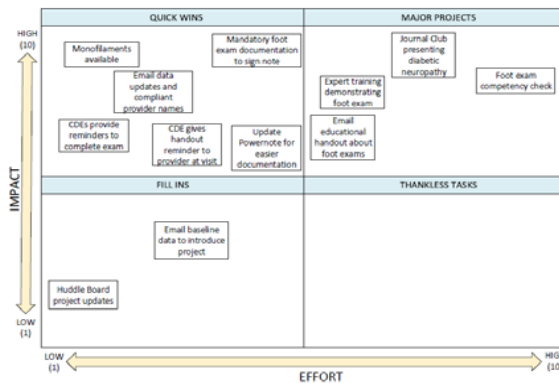 QUICK WINS
MAJOR PROJECTS
HIGH
(10)
Monofilaments
available
Mandatory foot
exam documentation
to sign note
Email data
updates and
compliant
provider names
CDEs provide
reminders to
complete exam
CDE gives
handout
reminder to
provider at visit
Update
Powernote for
easier
documentation
Journal Club
presenting
diabetic
neuropathy
Expert training
demonstrating
foot exam
Foot exam
competency check
Email
educational
handout about
foot exams
IMPACT
FILL INS
THANKLESS TASKS
Email baseline
data to introduce
project
Huddle Board
project updates
LOW
(1)
LOW
(1)
EFFORT
HIG
(10